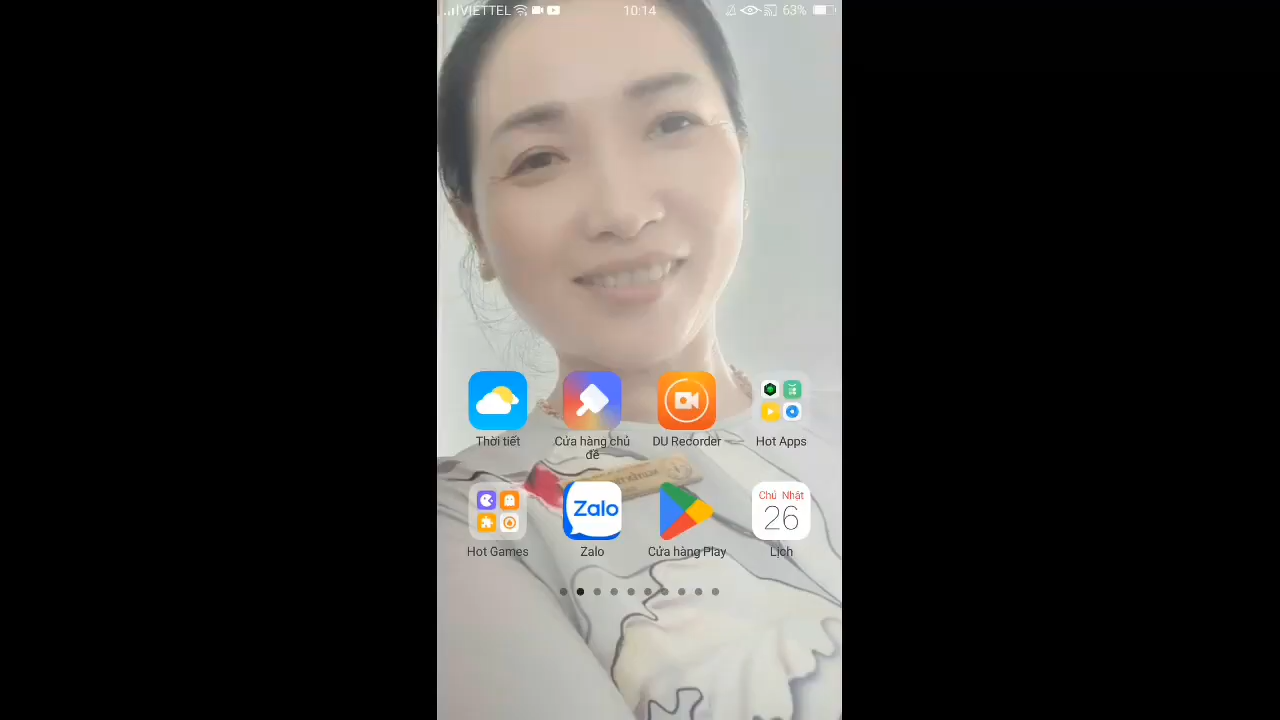 VIETTEL 10:14 63%
Thời tiết
Cửa hàng chủ đề
DU Recorder
Hot Apps
Chủ Nhật
26
Zalo
Hot Games
Zalo
Cửa hàng Play
Lịch